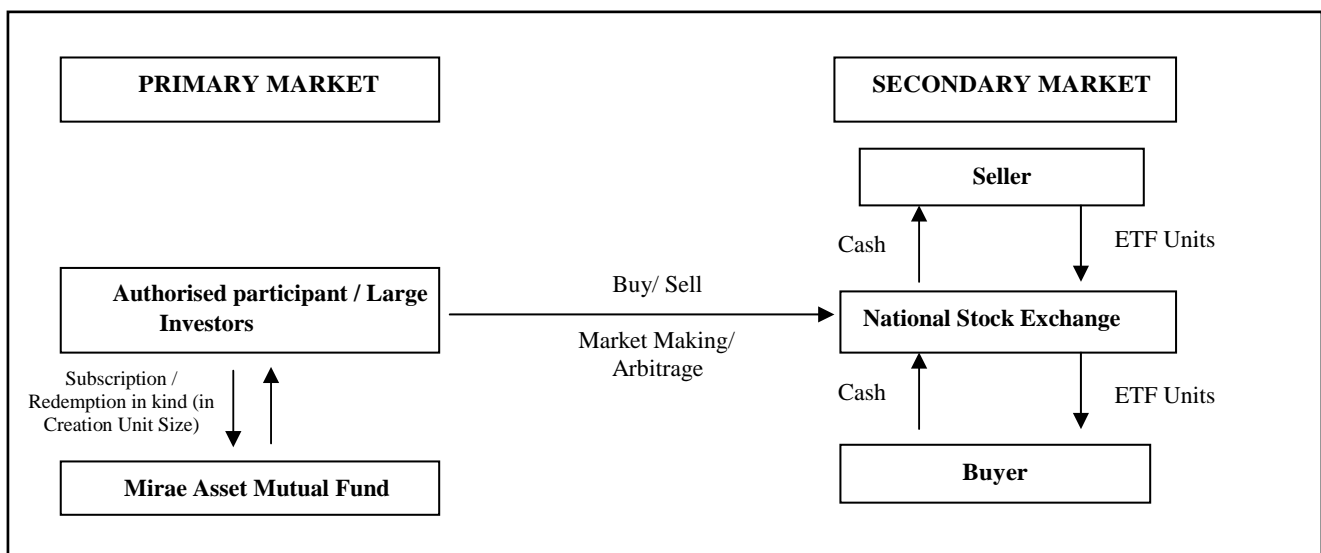 PRIMARY MARKET
SECONDARY MARKET
Seller
Cash
ETF Units
Authorised participant / Large
Investors
Buy/ Sell
Market Making/
Arbitrage
National Stock Exchange
Subscription /
Redemption in kind (in
Creation Unit Size)
Cash
ETF Units
Mirae Asset Mutual Fund
Buyer